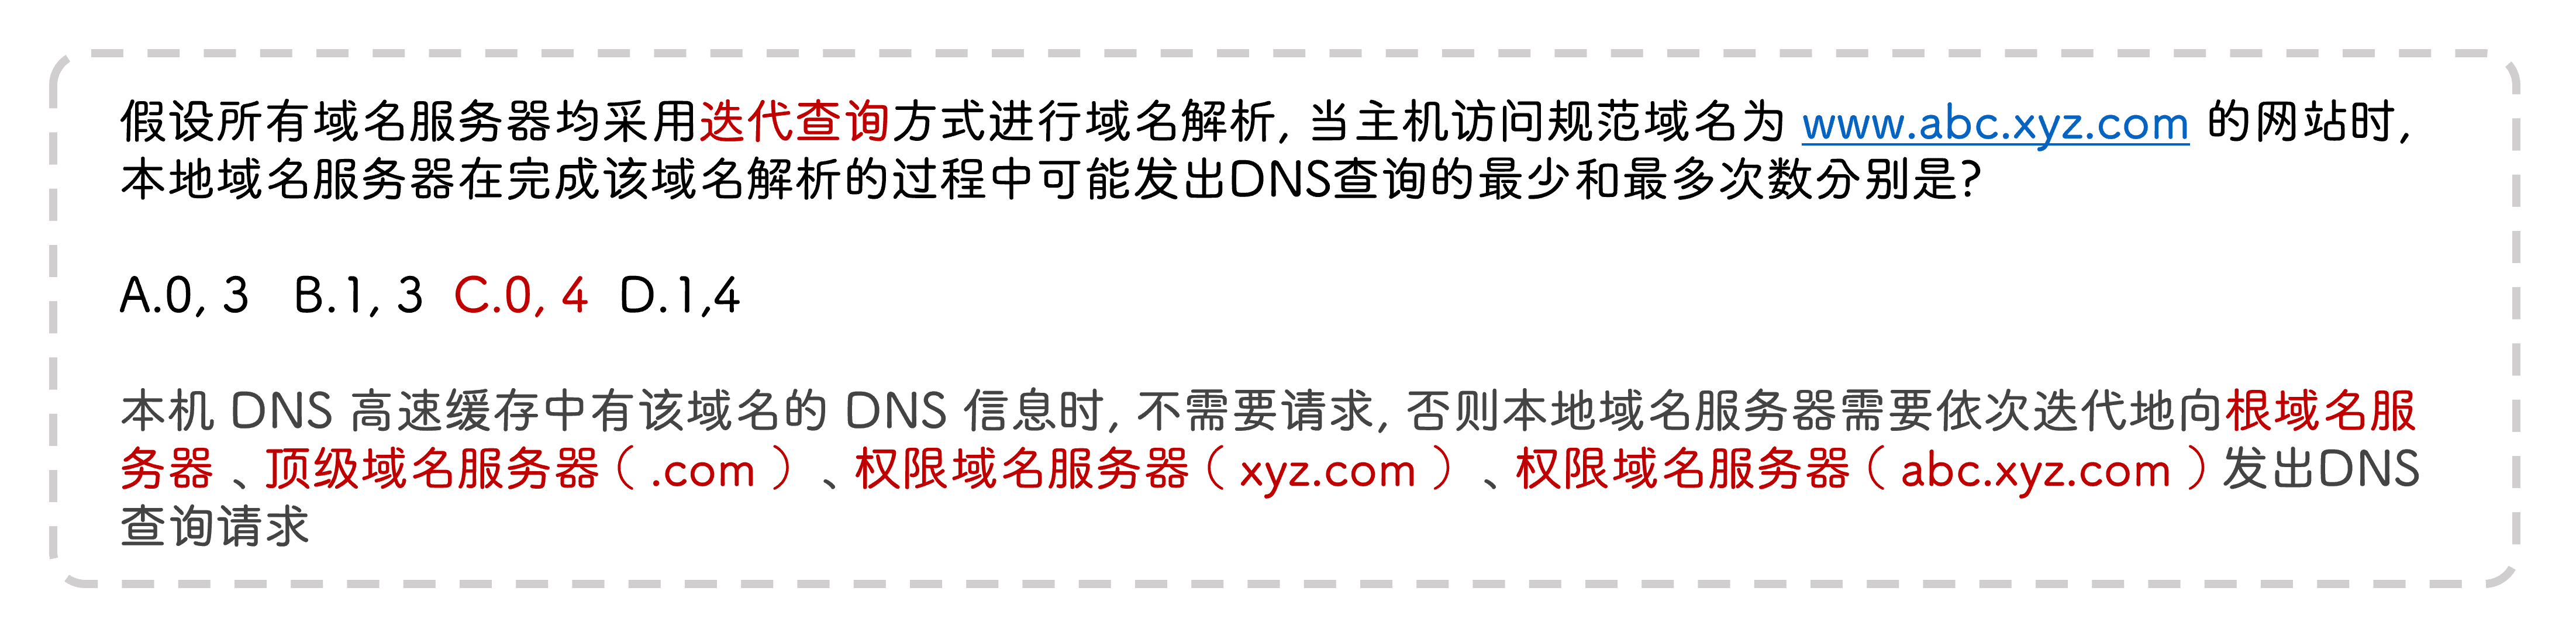 假设所有域名服务器均采用迭代查询方式进行域名解析, 当主机访问规范域名为 www.abc.xyz.com 的网站时,
本地域名服务器在完成该域名解析的过程中可能发出DNS查询的最少和最多次数分别是?
A.0, 3 B.1, 3 C.0, 4 D.1,4
本机 DNS 高速缓存中有该域名的 DNS 信息时, 不需要请求, 否则本地域名服务器需要依次迭代地向根域名服
务器 、顶级域名服务器（ .com ） 、权限域名服务器（ xyz.com ） 、权限域名服务器（ abc.xyz.com ）发出DNS
查询请求